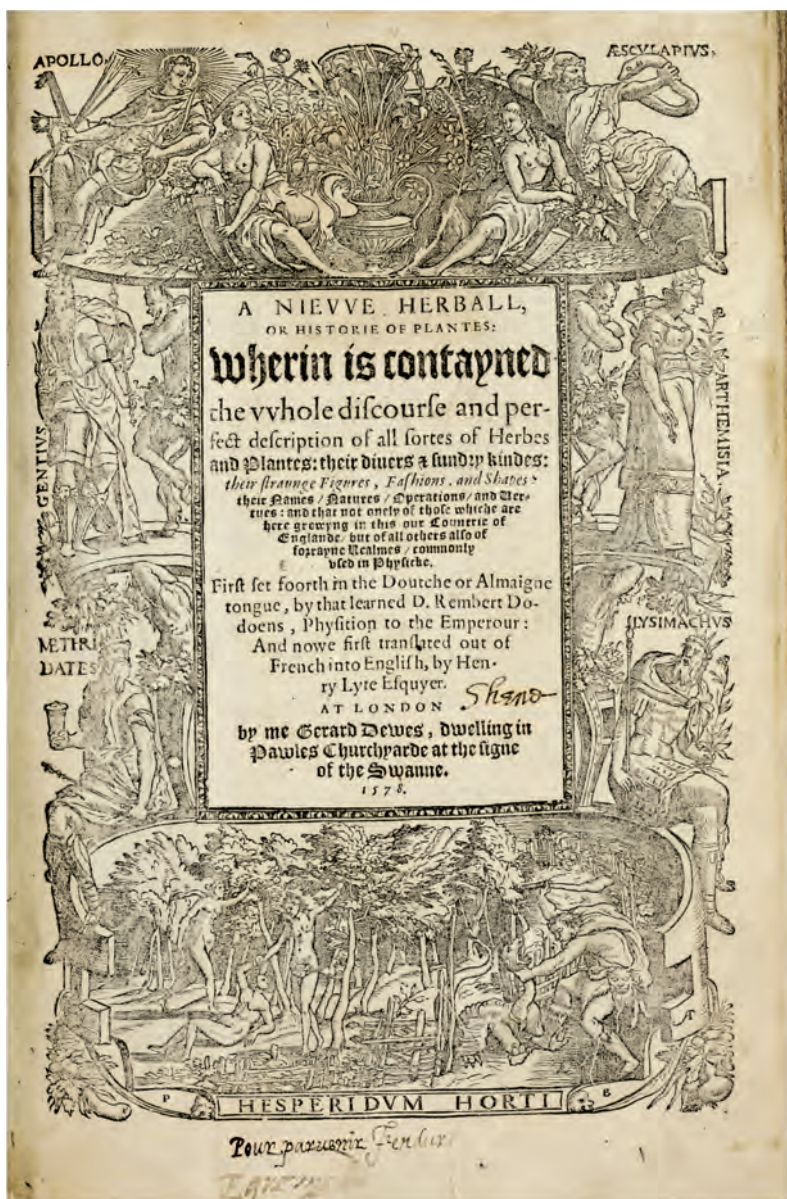 APOLLO,
ÆSCVLAPIVS,
A NIEVVE HERBALL,
OR HISTORIE OF PLANTES:
wherin is contayned
the vvhole diſcourſe and per-
fect deſcription of all ſortes of Herbes
and Plantes: their diuers & ſundry kindes:
their ſtraunge Figures, Faſhions, and Shapes:
their Names / Natures / Operations / and Ver-
tues: and that not onely of thoſe whiche are
here growyng in this our Countrie of
Englande / but of all others alſo of
forrayne Realmes / commonly
vſed in Phyſicke.
Firſt ſet foorth in the Doutche or Almaigne
tongue, by that learned D. Rembert Do-
doens, Phyſition to the Emperour:
And nowe firſt tranſlated out of
French into Engliſh, by Hen-
ry Lyte Eſquyer.
AT LONDON
by me Gerard Dewes, dwelling in
Pawles Churchyarde at the ſigne
of the Swanne.
1578.
GENTIVS
ARTHEMISIA
METHRI
DATES
LYSIMACHVS
P
B
HESPERIDVM HORTI
Pour paruenir